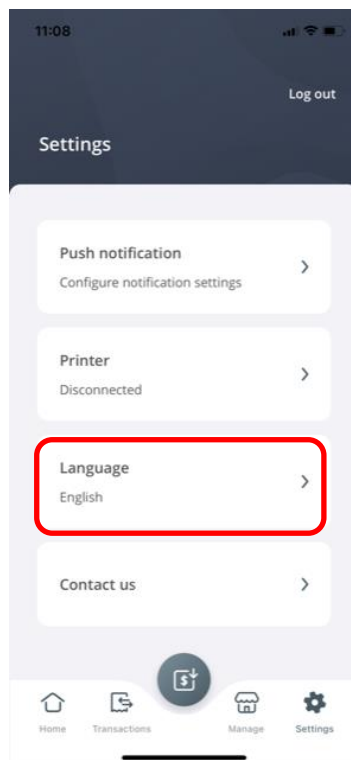 11:08
Log out
Settings
Push notification
Configure notification settings
Printer
Disconnected
Language
English
Contact us
$
Home Transactions Manage Settings